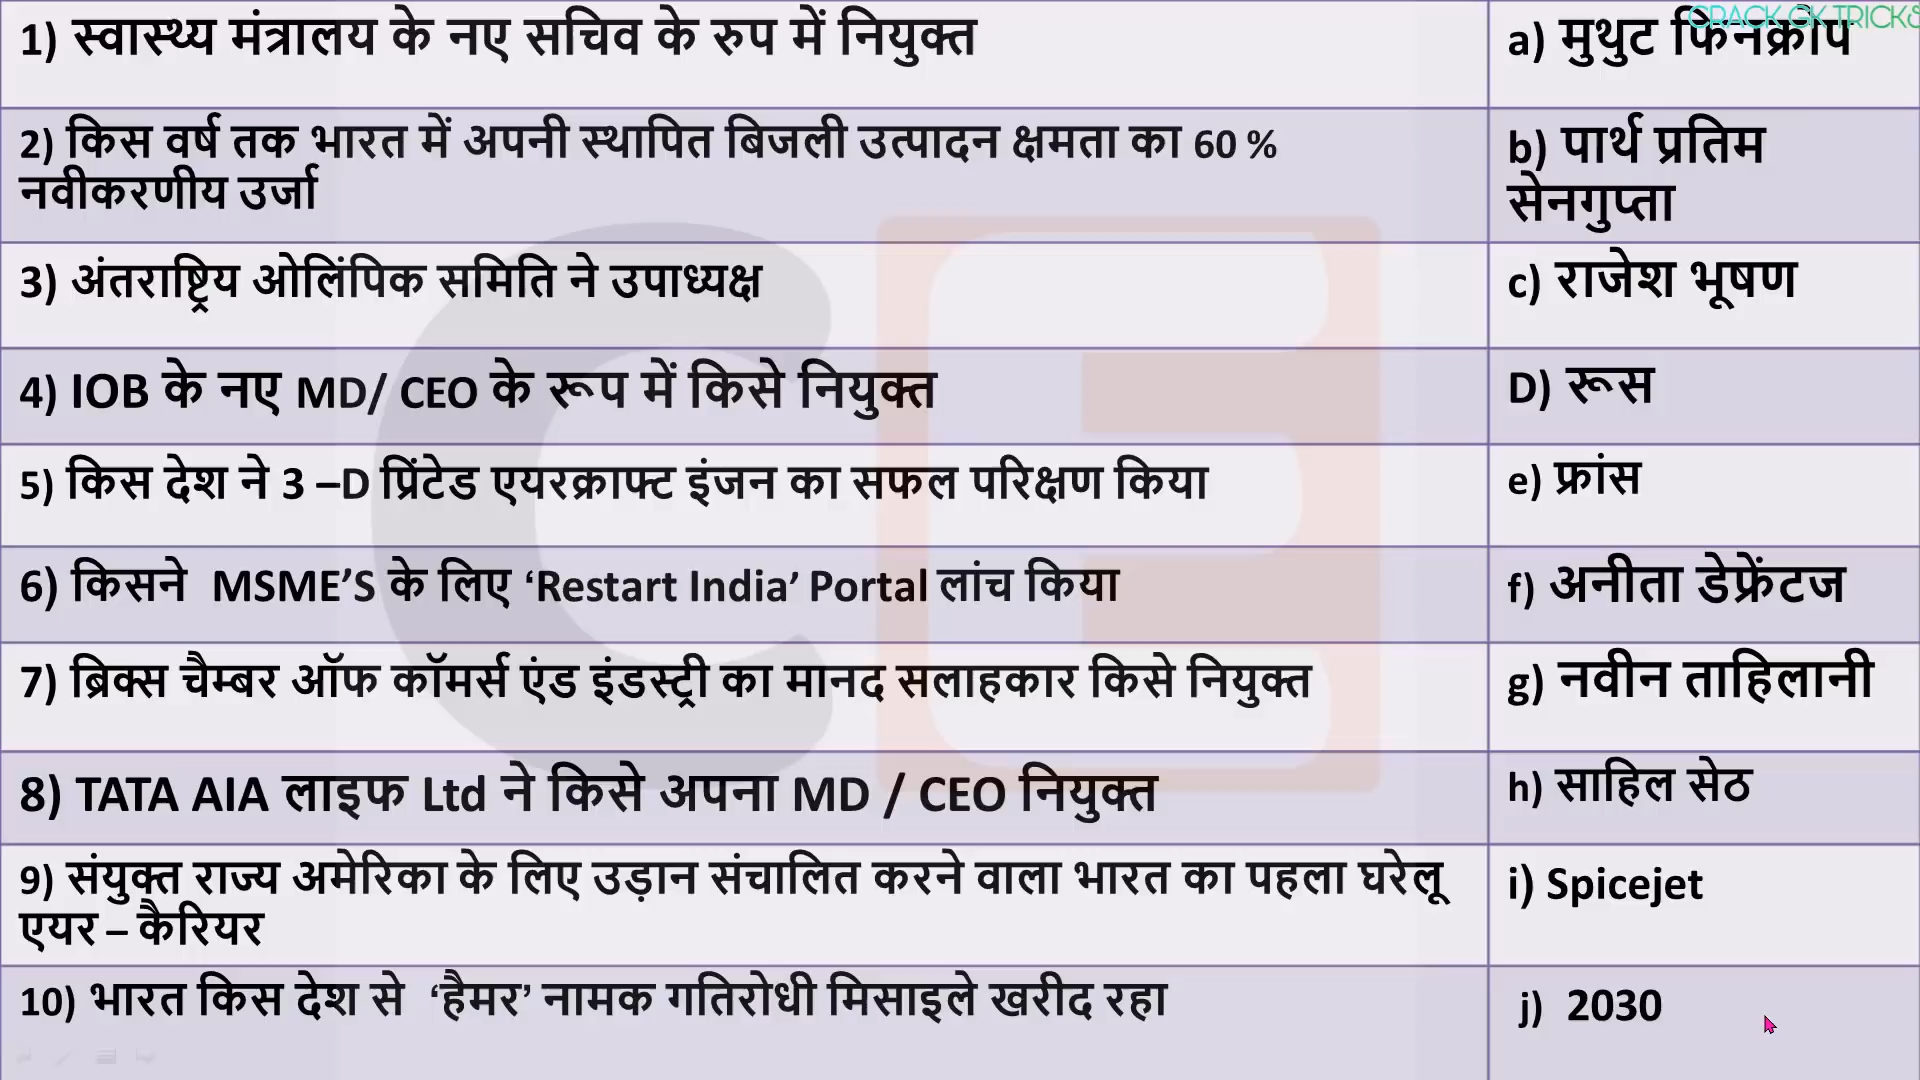 CRACK GK TRICKS
1) स्वास्थ्य मंत्रालय के नए सचिव के रुप में नियुक्त
a) मुथुट फिनक्रोप
2) किस वर्ष तक भारत में अपनी स्थापित बिजली उत्पादन क्षमता का 60 %
नवीकरणीय उर्जा
b) पार्थ प्रतिम
सेनगुप्ता
3) अंतराष्ट्रिय ओलिंपिक समिति ने उपाध्यक्ष
c) राजेश भूषण
4) IOB के नए MD/ CEO के रूप में किसे नियुक्त
D) रूस
5) किस देश ने 3 –D प्रिंटेड एयरक्राफ्ट इंजन का सफल परिक्षण किया
e) फ्रांस
6) किसने MSME’S के लिए ‘Restart India’ Portal लांच किया
f) अनीता डेफ्रेंटज
7) ब्रिक्स चैम्बर ऑफ कॉमर्स एंड इंडस्ट्री का मानद सलाहकार किसे नियुक्त
g) नवीन ताहिलानी
8) TATA AIA लाइफ Ltd ने किसे अपना MD / CEO नियुक्त
h) साहिल सेठ
9) संयुक्त राज्य अमेरिका के लिए उड़ान संचालित करने वाला भारत का पहला घरेलू
एयर – कैरियर
i) Spicejet
10) भारत किस देश से ‘हैमर’ नामक गतिरोधी मिसाइले खरीद रहा
j) 2030